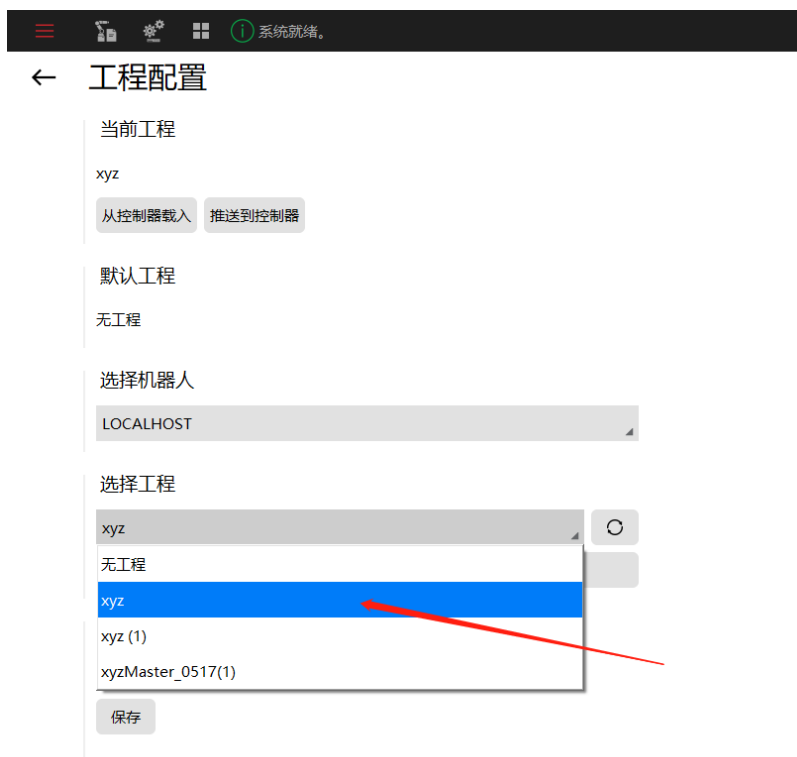 系统就绪。
工程配置
当前工程
xyz
从控制器载入 推送到控制器
默认工程
无工程
选择机器人
LOCALHOST
选择工程
xyz
无工程
xyz
xyz (1)
xyzMaster_0517(1)
保存